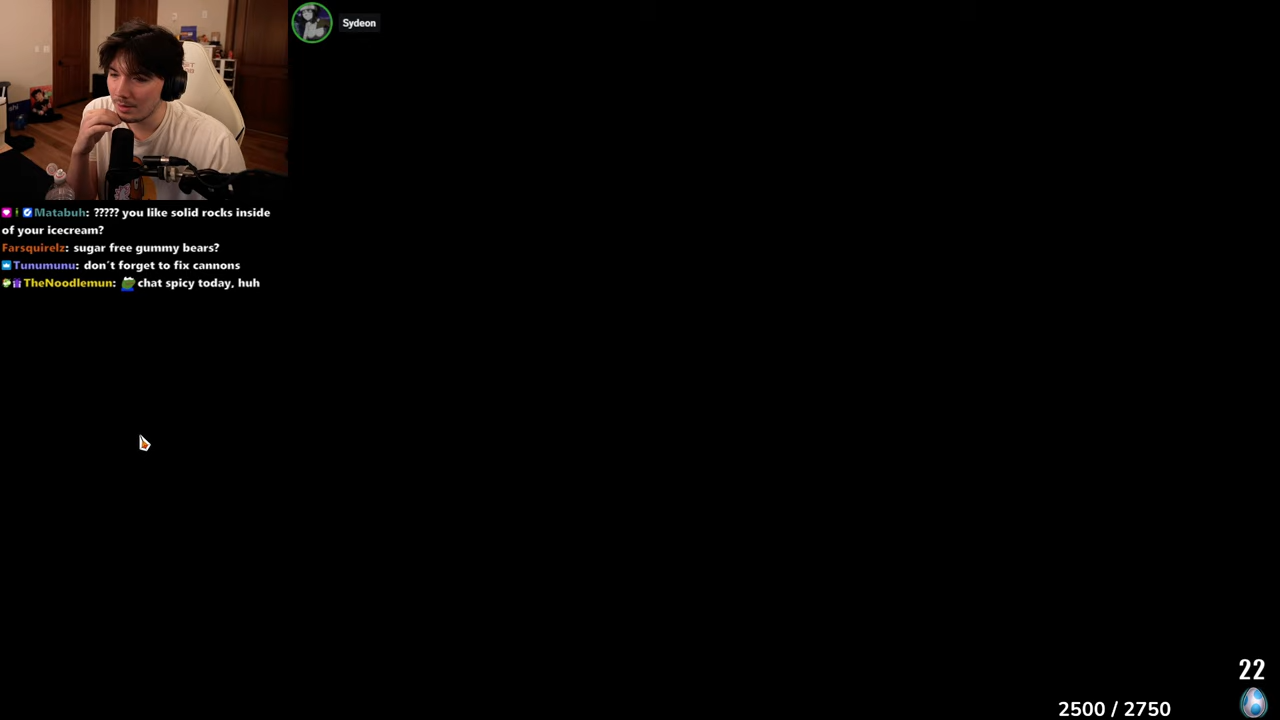 Sydeon
Matabuh: ????? you like solid rocks inside
of your icecream?
Farsquirelz: sugar free gummy bears?
Tunumunu: don´t forget to fix cannons
TheNoodlemun: chat spicy today, huh
22
2500 / 2750